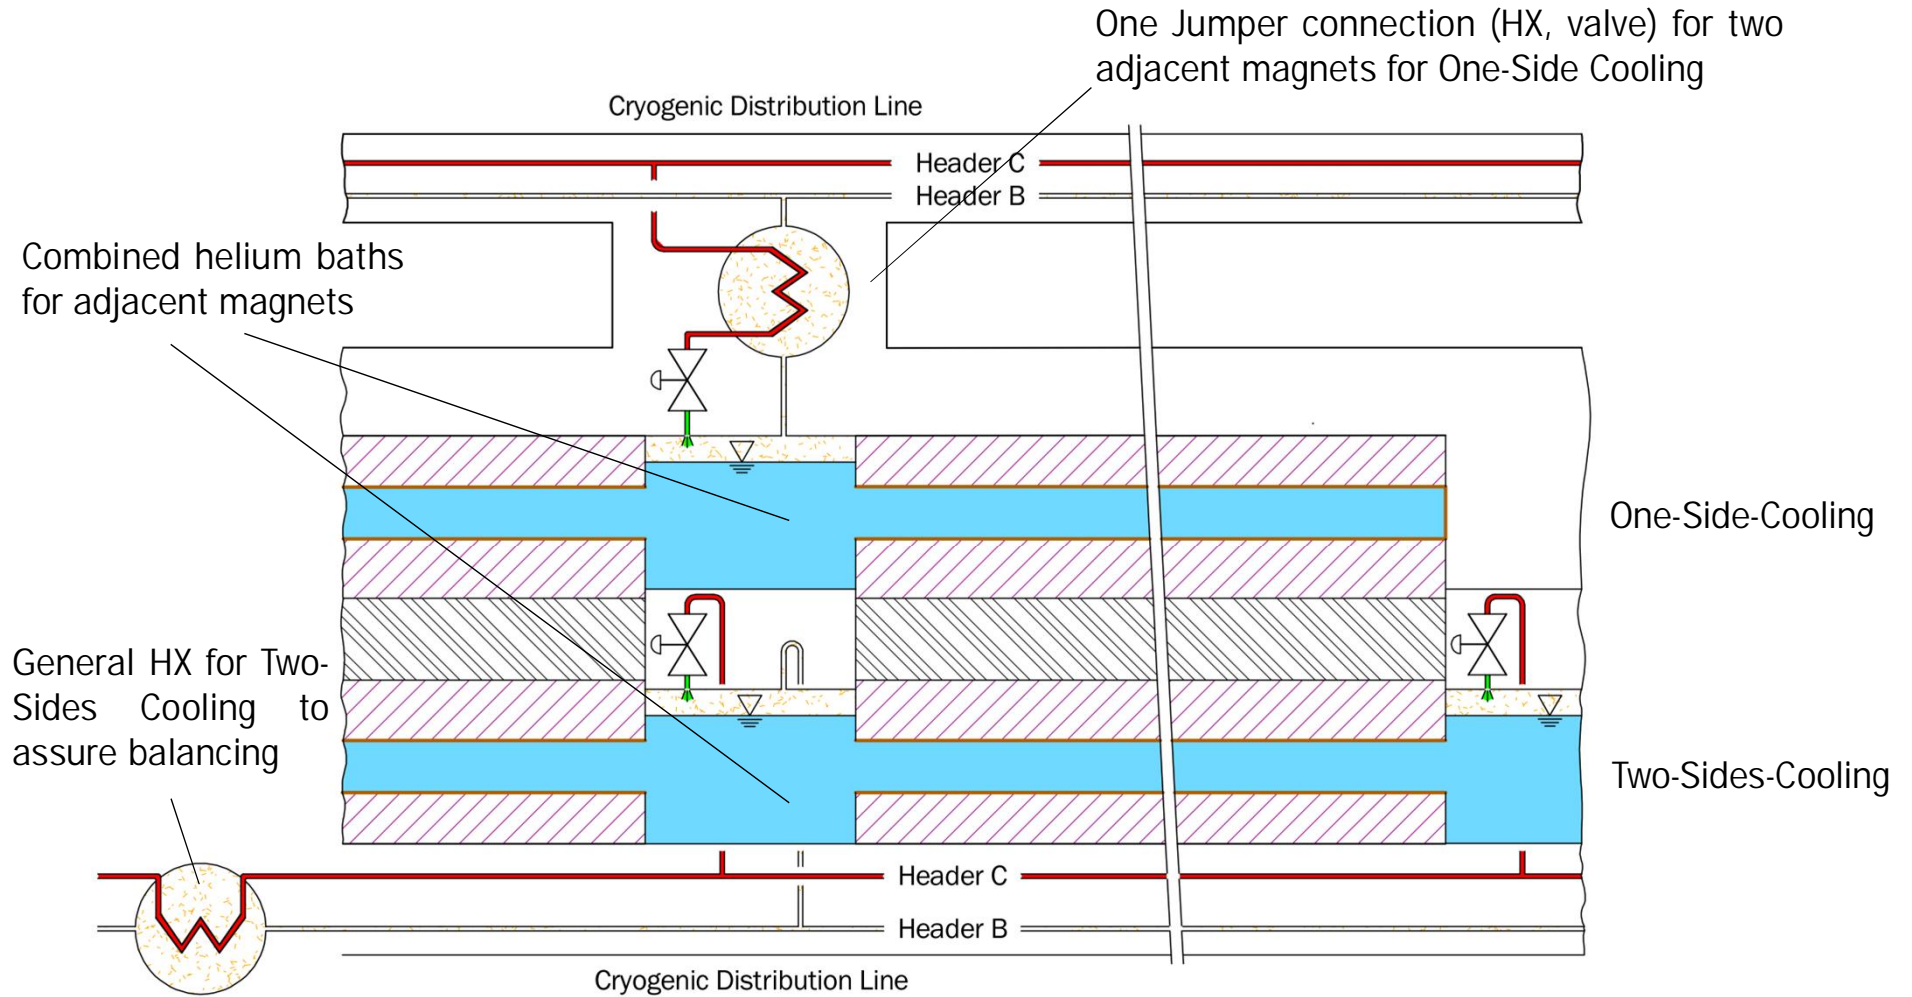 One Jumper connection (HX, valve) for two
adjacent magnets for One-Side Cooling
Cryogenic Distribution Line
Header C
Header B
Combined helium baths
for adjacent magnets
One-Side-Cooling
General HX for Two-
Sides Cooling to
assure balancing
Two-Sides-Cooling
Header C
Header B
Cryogenic Distribution Line